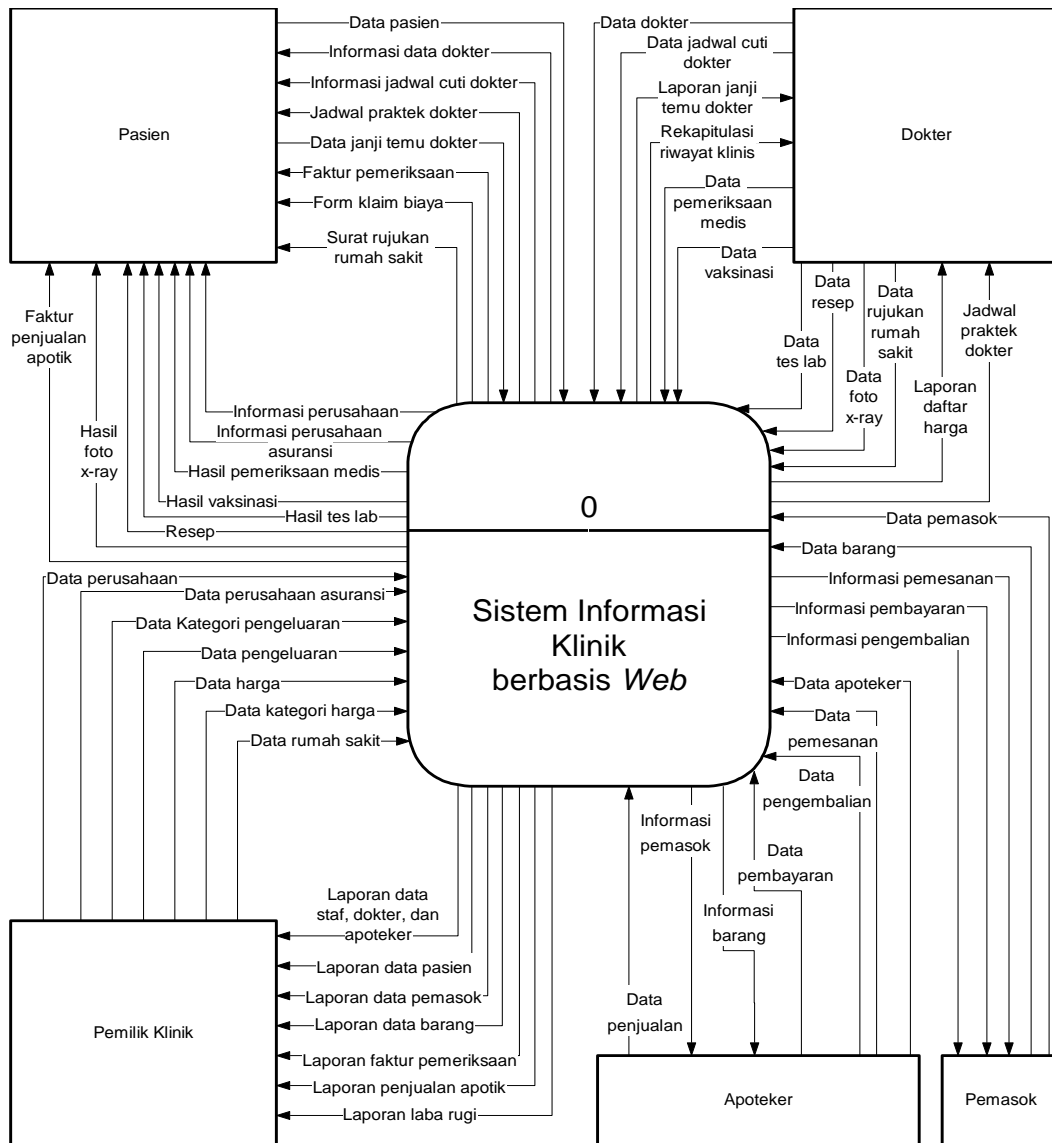 Pasien
Data pasien
Informasi data dokter
Informasi jadwal cuti dokter
Jadwal praktek dokter
Data janji temu dokter
Faktur pemeriksaan
Form klaim biaya
Surat rujukan
rumah sakit
Data dokter
Data jadwal cuti
dokter
Laporan janji
temu dokter
Rekapitulasi
riwayat klinis
Data
pemeriksaan
medis
Data
vaksinasi
Dokter
Data
tes lab
Data
resep
Data
foto
x-ray
Data
rujukan
rumah
sakit
Laporan
daftar
harga
Jadwal
praktek
dokter
Faktur
penjualan
apotik
Hasil
foto
x-ray
Informasi perusahaan
Informasi perusahaan
asuransi
Hasil pemeriksaan medis
Hasil vaksinasi
Hasil tes lab
Resep
0
Sistem Informasi
Klinik
berbasis Web
Data pemasok
Data barang
Informasi pemesanan
Informasi pembayaran
Informasi pengembalian
Data apoteker
Data
pemesanan
Data
pengembalian
Data
pembayaran
Data perusahaan
Data perusahaan asuransi
Data Kategori pengeluaran
Data pengeluaran
Data harga
Data kategori harga
Data rumah sakit
Informasi
pemasok
Informasi
barang
Data
penjualan
Laporan data
staf, dokter, dan
apoteker
Laporan data pasien
Laporan data pemasok
Laporan data barang
Laporan faktur pemeriksaan
Laporan penjualan apotik
Laporan laba rugi
Pemilik Klinik
Apoteker
Pemasok